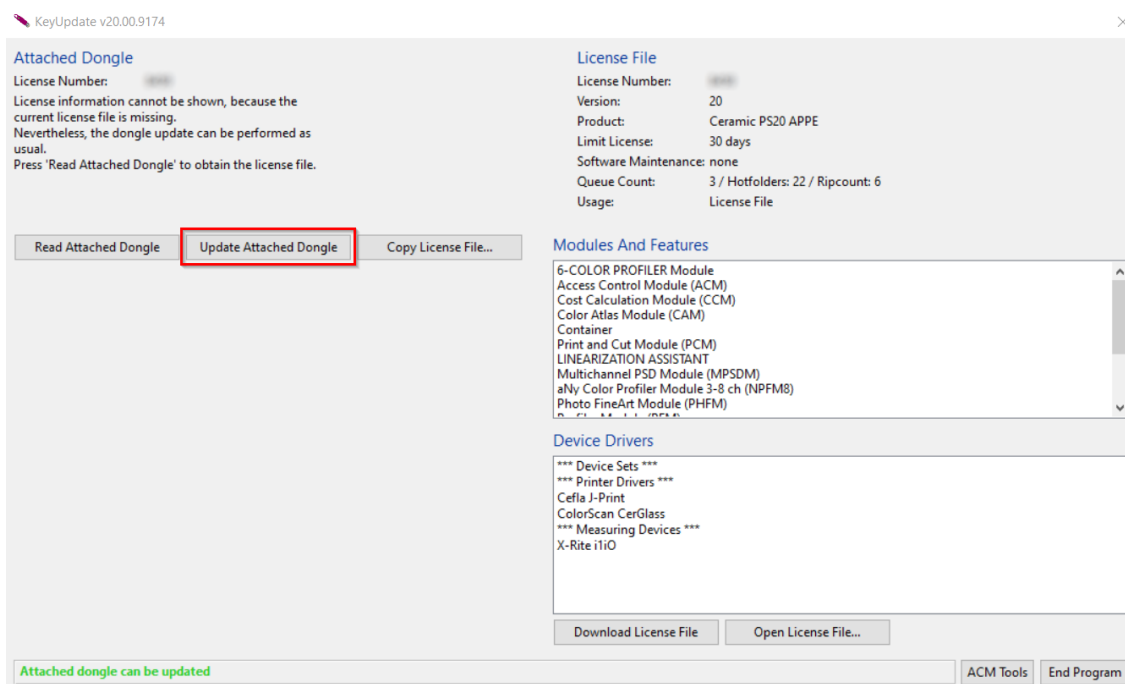 KeyUpdate v20.00.9174
Attached Dongle
License Number:
License information cannot be shown, because the
current license file is missing.
Nevertheless, the dongle update can be performed as
usual.
Press 'Read Attached Dongle' to obtain the license file.
Read Attached Dongle
Update Attached Dongle
Copy License File...
License File
License Number:
Version: 20
Product: Ceramic PS20 APPE
Limit License: 30 days
Software Maintenance: none
Queue Count: 3 / Hotfolders: 22 / Ripcount: 6
Usage: License File
Modules And Features
6-COLOR PROFILER Module
Access Control Module (ACM)
Cost Calculation Module (CCM)
Color Atlas Module (CAM)
Container
Print and Cut Module (PCM)
LINEARIZATION ASSISTANT
Multichannel PSD Module (MPSDM)
aNy Color Profiler Module 3-8 ch (NPFM8)
Photo FineArt Module (PHFM)
Device Drivers
*** Device Sets ***
*** Printer Drivers ***
Cefla J-Print
ColorScan CerGlass
*** Measuring Devices ***
X-Rite i1iO
Download License File
Open License File...
Attached dongle can be updated
ACM Tools
End Program